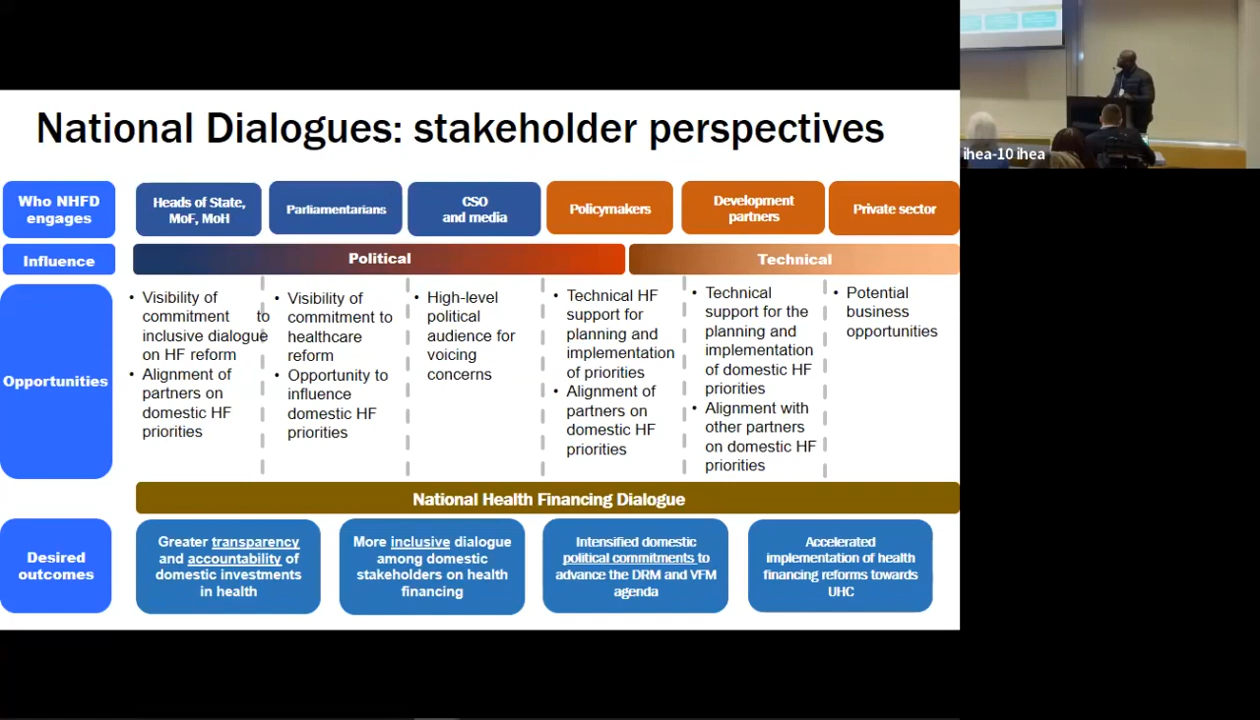 National Dialogues: stakeholder perspectives
Who NHFD
engages
Heads of State,
MoF, MoH
Parliamentarians
CSO
and media
Policymakers
Development
partners
Private sector
Influence
Political
Technical
Opportunities
• Visibility of
commitment to
inclusive dialogue
on HF reform
• Alignment of
partners on
domestic HF
priorities
• Visibility of
commitment to
healthcare
reform
• Opportunity to
influence
domestic HF
priorities
• High-level
political
audience for
voicing
concerns
• Technical HF
support for
planning and
implementation
of priorities
• Alignment of
partners on
domestic HF
priorities
• Technical
support for the
planning and
implementation
of domestic HF
priorities
• Alignment with
other partners
on domestic HF
priorities
• Potential
business
opportunities
National Health Financing Dialogue
Desired
outcomes
Greater transparency
and accountability of
domestic investments
in health
More inclusive dialogue
among domestic
stakeholders on health
financing
Intensified domestic
political commitments to
advance the DRM and VFM
agenda
Accelerated
implementation of health
financing reforms towards
UHC
ihea-10 ihea